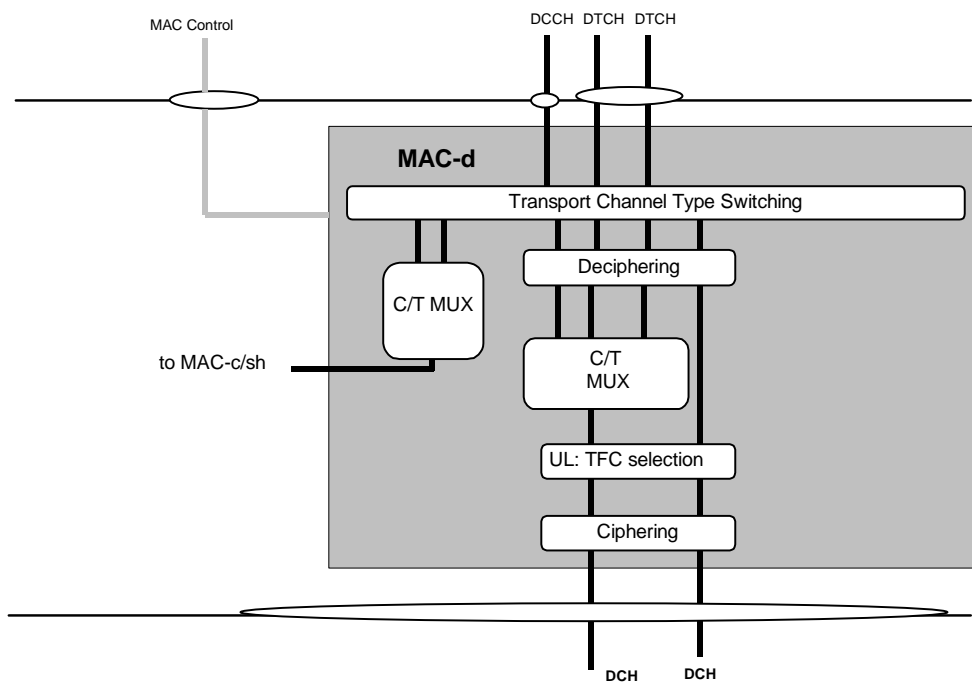 MAC Control
DCCH DTCH DTCH
MAC-d
Transport Channel Type Switching
Deciphering
C/T MUX
to MAC-c/sh
C/T
MUX
UL: TFC selection
Ciphering
DCH
DCH